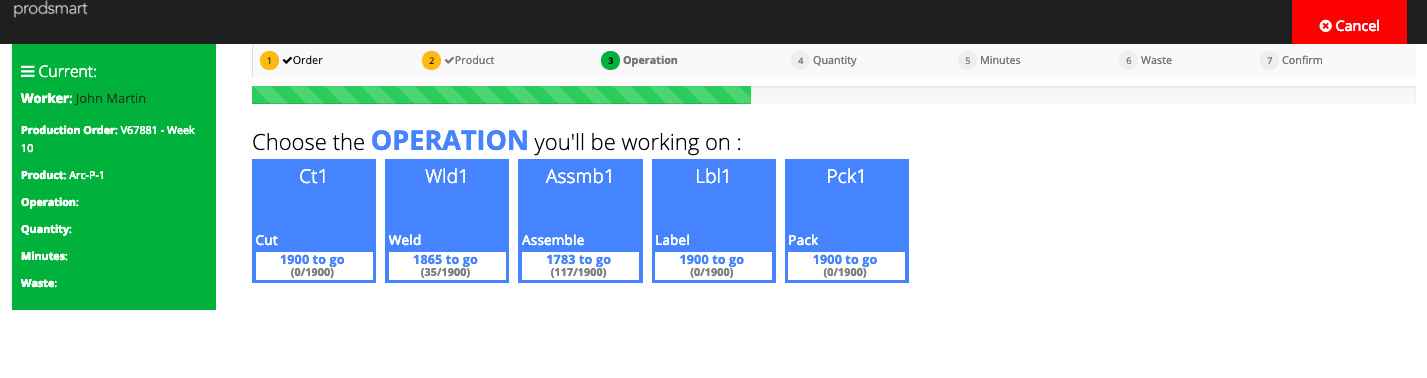 prodsmart
Cancel
Current:
Worker: John Martin
Production Order: V67881 - Week
10
Product: Arc-P-1
Operation:
Quantity:
Minutes:
Waste:
1 Order 2 Product 3 Operation 4 Quantity 5 Minutes 6 Waste 7 Confirm
Choose the OPERATION you'll be working on :
Ct1
Cut
1900 to go
(0/1900)
Wld1
Weld
1865 to go
(35/1900)
Assmb1
Assemble
1783 to go
(117/1900)
Lbl1
Label
1900 to go
(0/1900)
Pck1
Pack
1900 to go
(0/1900)